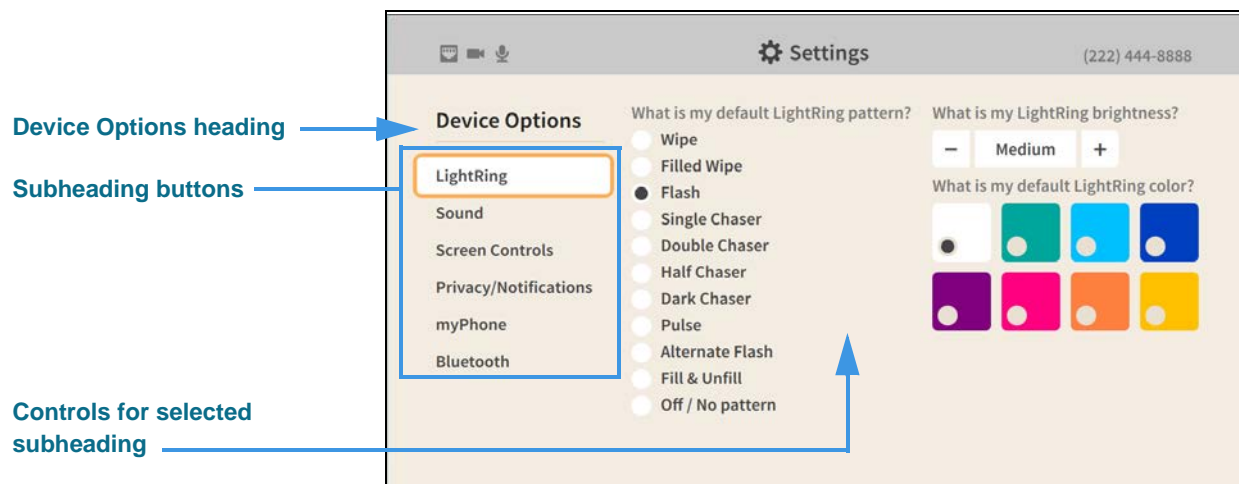 Settings
(222) 444-8888
Device Options heading
Subheading buttons
Controls for selected
subheading
Device Options
LightRing
Sound
Screen Controls
Privacy/Notifications
myPhone
Bluetooth
What is my default LightRing pattern?
Wipe
Filled Wipe
Flash
Single Chaser
Double Chaser
Half Chaser
Dark Chaser
Pulse
Alternate Flash
Fill & Unfill
Off / No pattern
What is my LightRing brightness?
− Medium +
What is my default LightRing color?